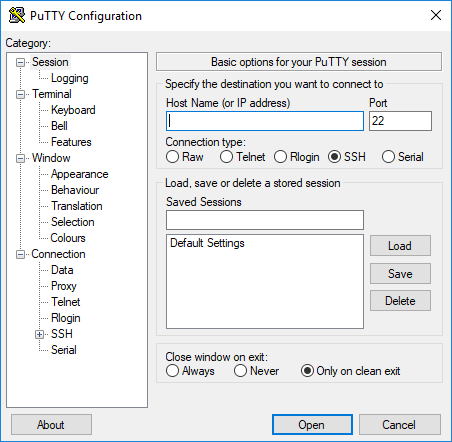 PuTTY Configuration
Category:
Session
Logging
Terminal
Keyboard
Bell
Features
Window
Appearance
Behaviour
Translation
Selection
Colours
Connection
Data
Proxy
Telnet
Rlogin
SSH
Serial
Basic options for your PuTTY session
Specify the destination you want to connect to
Host Name (or IP address) Port
22
Connection type:
Raw Telnet Rlogin SSH Serial
Load, save or delete a stored session
Saved Sessions
Default Settings
Load
Save
Delete
Close window on exit:
Always Never Only on clean exit
About Open Cancel